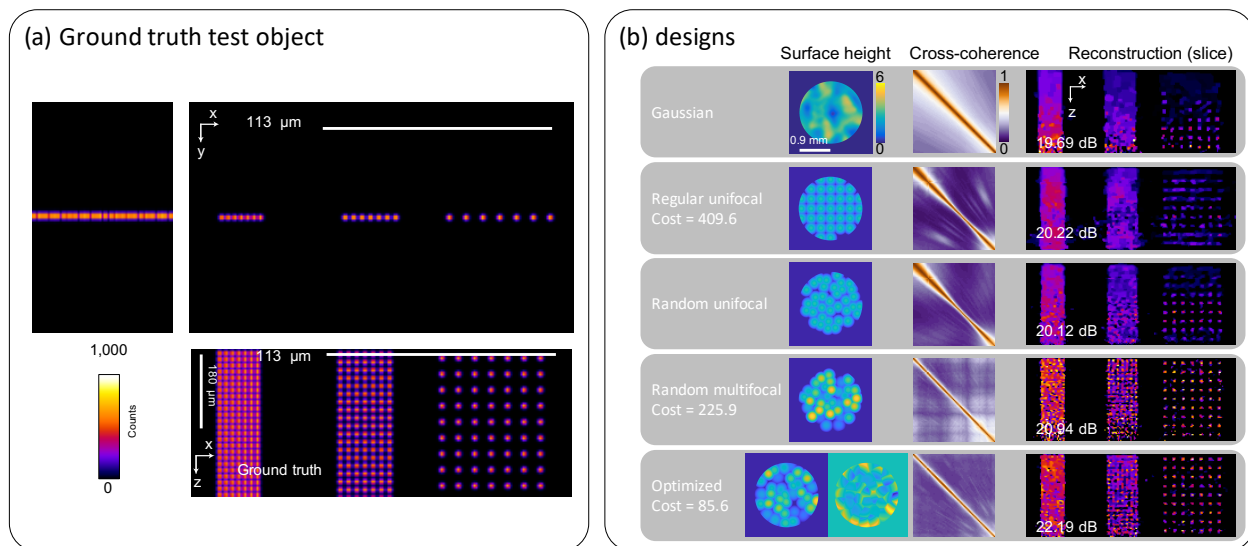 (a) Ground truth test object
x
y
113 µm
1,000
0
Counts
113 µm
180 µm
x
z
Ground truth
(b) designs
Surface height
Cross-coherence
Reconstruction (slice)
Gaussian
0.9 mm
6
0
1
0
x
z
19.69 dB
Regular unifocal
Cost = 409.6
20.22 dB
Random unifocal
20.12 dB
Random multifocal
Cost = 225.9
20.94 dB
Optimized
Cost = 85.6
22.19 dB